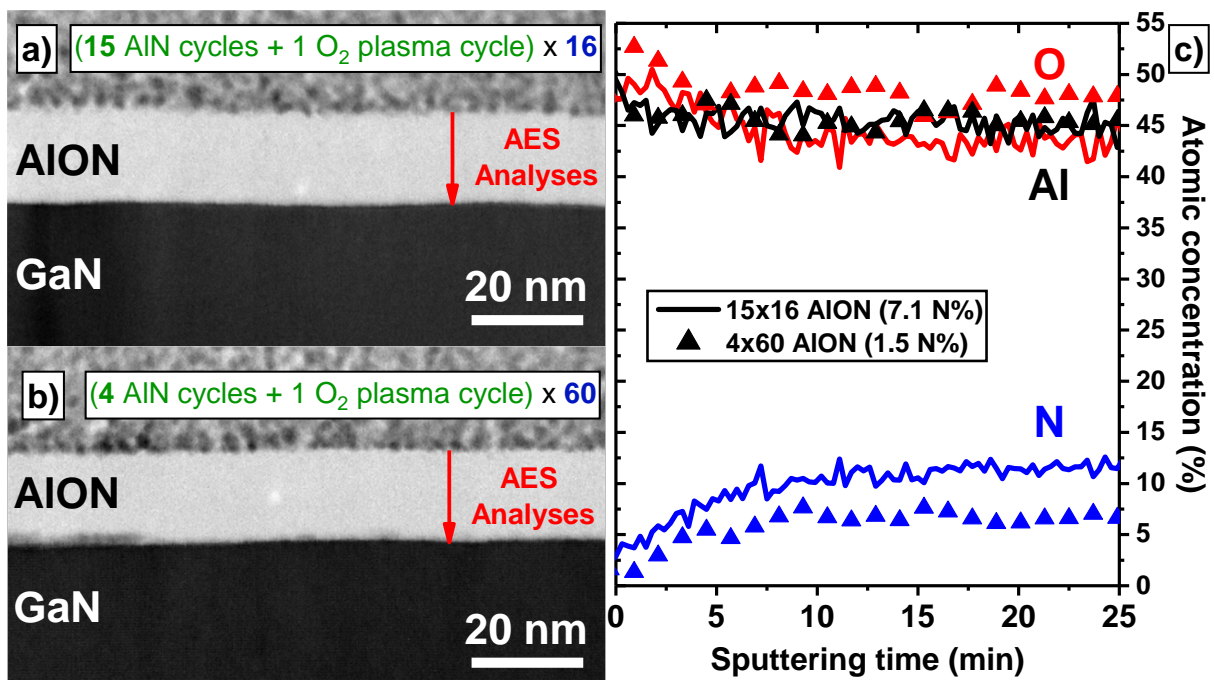 a)
(15 AlN cycles + 1 O₂ plasma cycle) x 16
AlON
AES
Analyses
GaN
20 nm
b)
(4 AlN cycles + 1 O₂ plasma cycle) x 60
AlON
AES
Analyses
GaN
20 nm
c)
55
50
45
40
35
30
25
20
15
10
5
0
Atomic concentration (%)
O
Al
15x16 AlON (7.1 N%)
4x60 AlON (1.5 N%)
N
0
5
10
15
20
25
Sputtering time (min)